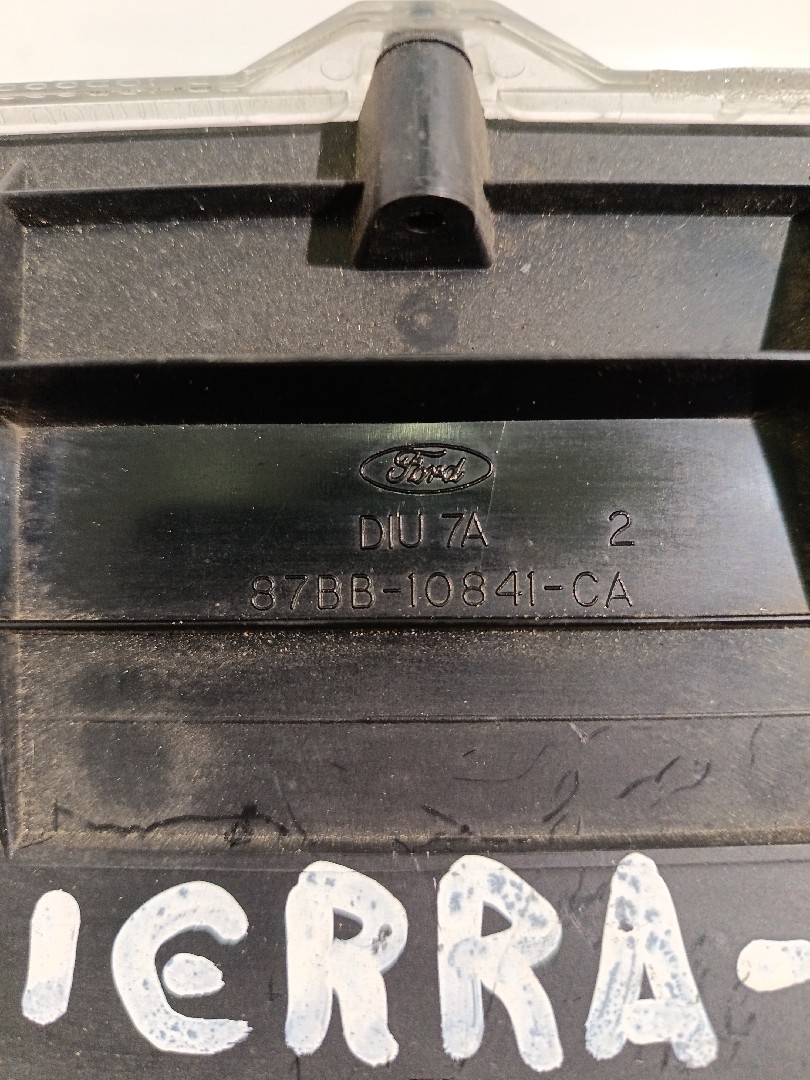 Ford
DIU 7A 2
87BB-10841-CA
IERRA-